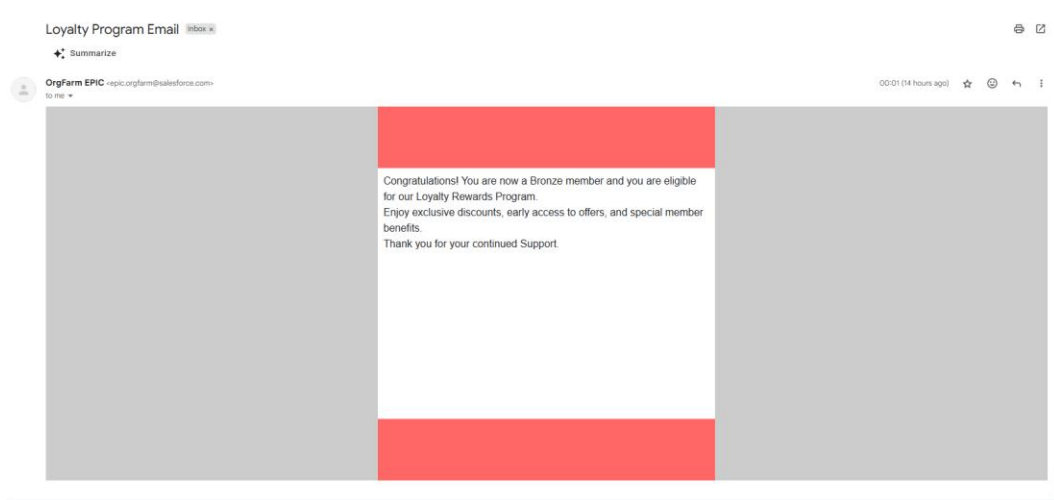 Loyalty Program Email Inbox x
Summarize
OrgFarm EPIC <epic.orgfarm@salesforce.com>
00:01 (14 hours ago)
to me
Congratulations! You are now a Bronze member and you are eligible
for our Loyalty Rewards Program.
Enjoy exclusive discounts, early access to offers, and special member
benefits.
Thank you for your continued Support.